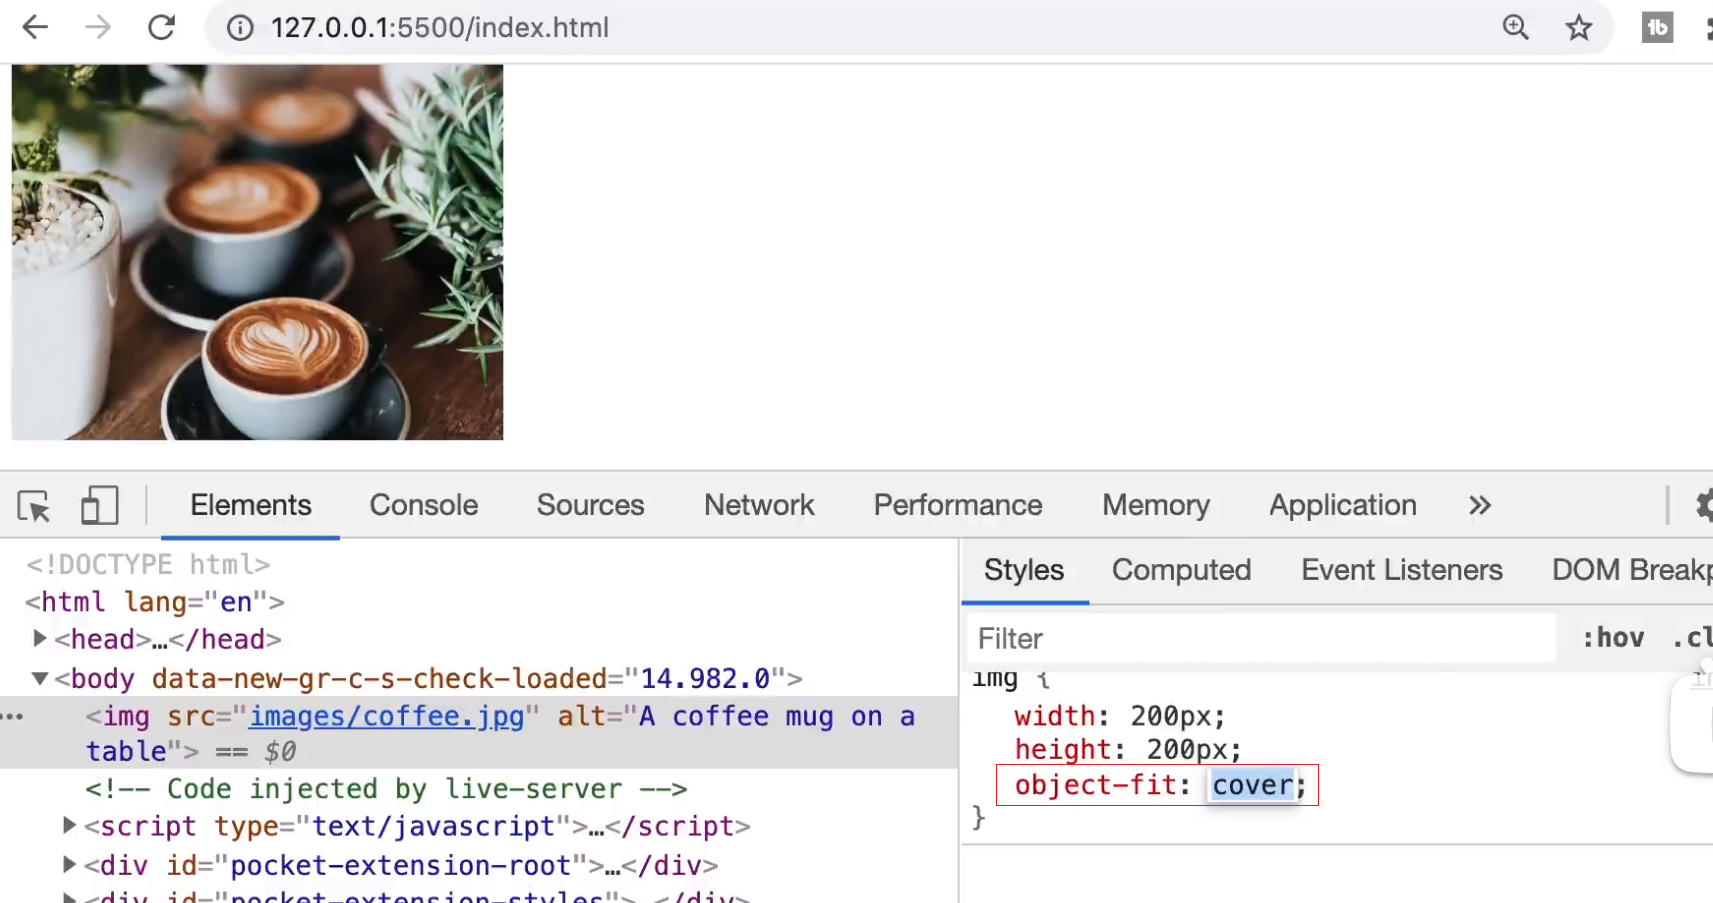 127.0.0.1:5500/index.html
Elements Console Sources Network Performance Memory Application »
<!DOCTYPE html>
<html lang="en">
▶<head>…</head>
▼<body data-new-gr-c-s-check-loaded="14.982.0">
…<img src="images/coffee.jpg" alt="A coffee mug on a
table"> == $0
<!-- Code injected by live-server -->
▶<script type="text/javascript">…</script>
▶<div id="pocket-extension-root">…</div>
▶<div id="pocket-extension-styles">…</div>
Styles Computed Event Listeners DOM Breakp
Filter :hov .cl
img {
width: 200px;
height: 200px;
object-fit: cover;
}